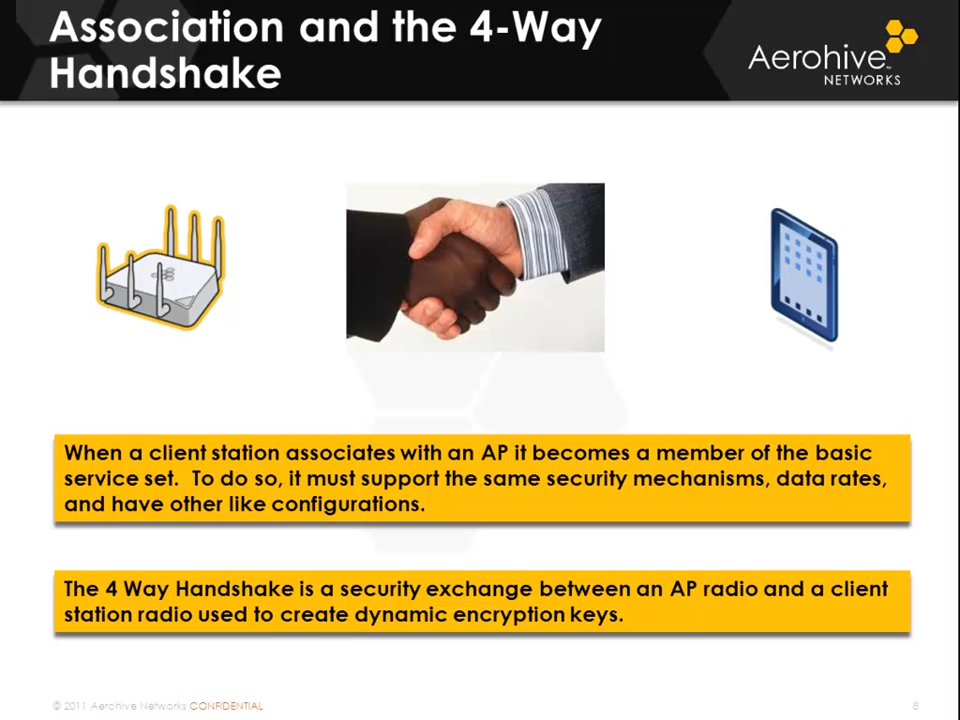 Association and the 4-Way
Handshake
Aerohive™
NETWORKS
When a client station associates with an AP it becomes a member of the basic
service set.  To do so, it must support the same security mechanisms, data rates,
and have other like configurations.
The 4 Way Handshake is a security exchange between an AP radio and a client
station radio used to create dynamic encryption keys.
© 2011 Aerohive Networks CONFIDENTIAL
8